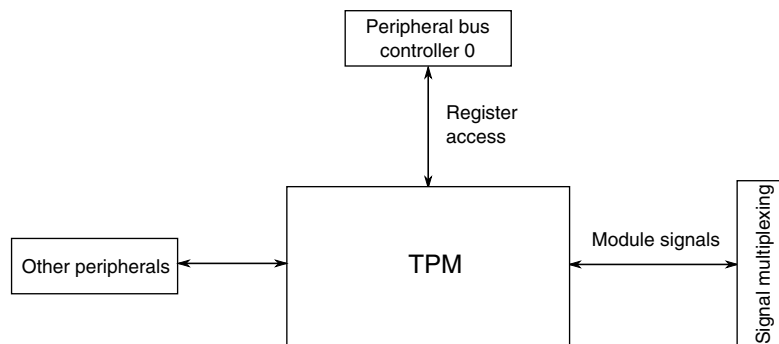 Peripheral bus
controller 0
Register
access
Other peripherals
TPM
Module signals
Signal multiplexing